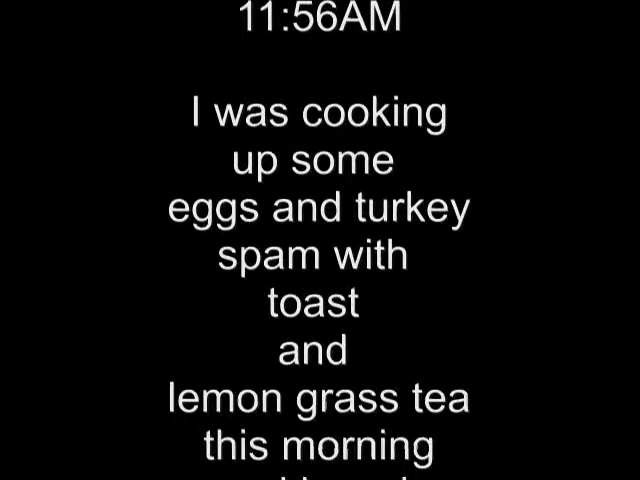 11:56AM
I was cooking
up some
eggs and turkey
spam with
toast
and
lemon grass tea
this morning